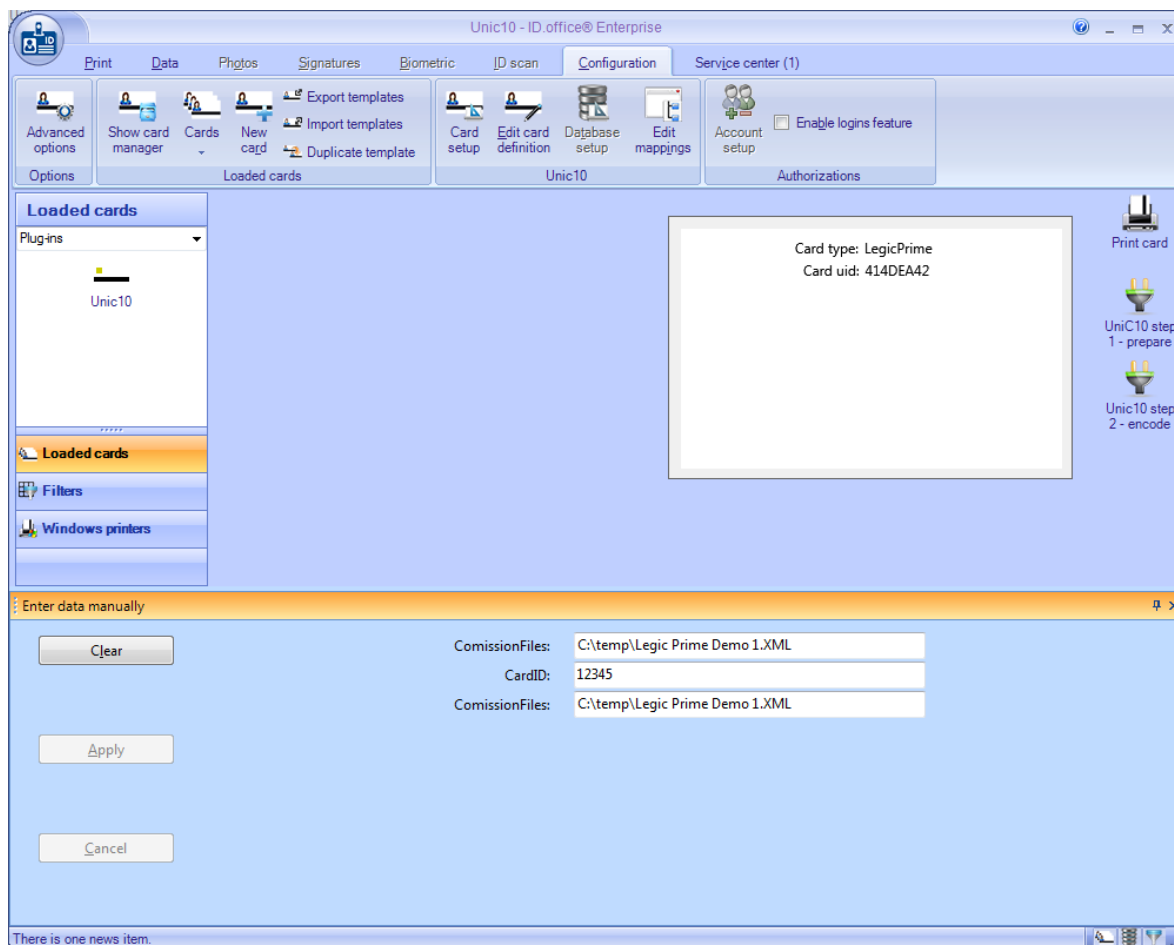 Unic10 - ID.office® Enterprise
Print Data Photos Signatures Biometric ID scan Configuration Service center (1)
Advanced options
Show card manager
Cards
New card
Export templates
Import templates
Duplicate template
Card setup
Edit card definition
Database setup
Edit mappings
Account setup
Enable logins feature
Options Loaded cards Unic10 Authorizations
Loaded cards
Plug-ins
Unic10
Loaded cards
Filters
Windows printers
Card type: LegicPrime
Card uid: 414DEA42
Print card
UniC10 step
1 - prepare
Unic10 step
2 - encode
Enter data manually
Clear
Apply
Cancel
ComissionFiles: C:\temp\Legic Prime Demo 1.XML
CardID: 12345
ComissionFiles: C:\temp\Legic Prime Demo 1.XML
There is one news item.